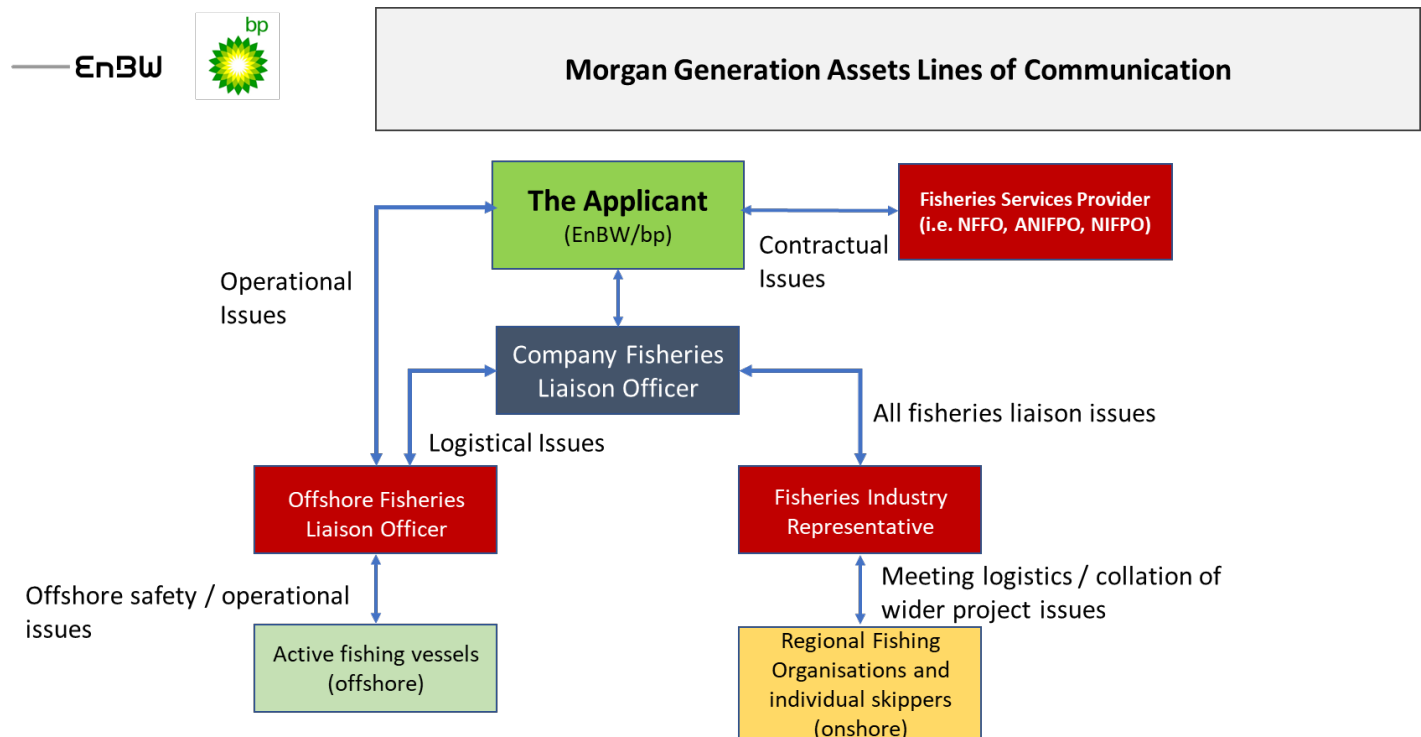 EnBW
bp
Morgan Generation Assets Lines of Communication
The Applicant
(EnBW/bp)
Fisheries Services Provider
(i.e. NFFO, ANIFPO, NIFPO)
Contractual
Issues
Operational
Issues
Company Fisheries
Liaison Officer
All fisheries liaison issues
Logistical Issues
Offshore Fisheries
Liaison Officer
Fisheries Industry
Representative
Offshore safety / operational
issues
Meeting logistics / collation of
wider project issues
Active fishing vessels
(offshore)
Regional Fishing
Organisations and
individual skippers
(onshore)